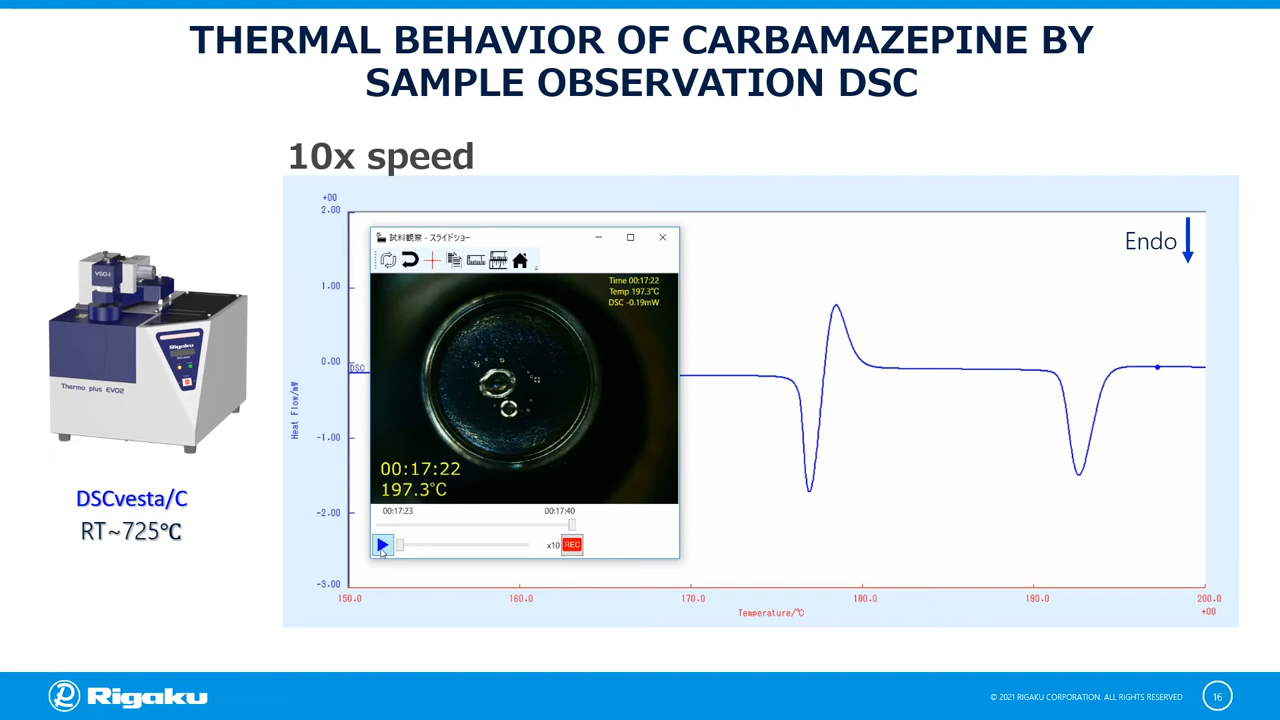 THERMAL BEHAVIOR OF CARBAMAZEPINE BY
SAMPLE OBSERVATION DSC
10x speed
+00
2.00
1.00
0.00
-1.00
-2.00
-3.00
Heat Flow/mW
DSC
試料観察 - スライドショー
Time 00:17:22
Temp 197.3℃
DSC -0.19mW
00:17:22
197.3℃
00:17:23
00:17:40
x10
REC
Endo
150.0
160.0
170.0
180.0
190.0
200.0
+00
Temperature/℃
VSG-I
Rigaku
Thermo plus EVO2
DSCvesta/C
RT~725℃
Rigaku
© 2021 RIGAKU CORPORATION. ALL RIGHTS RESERVED
16